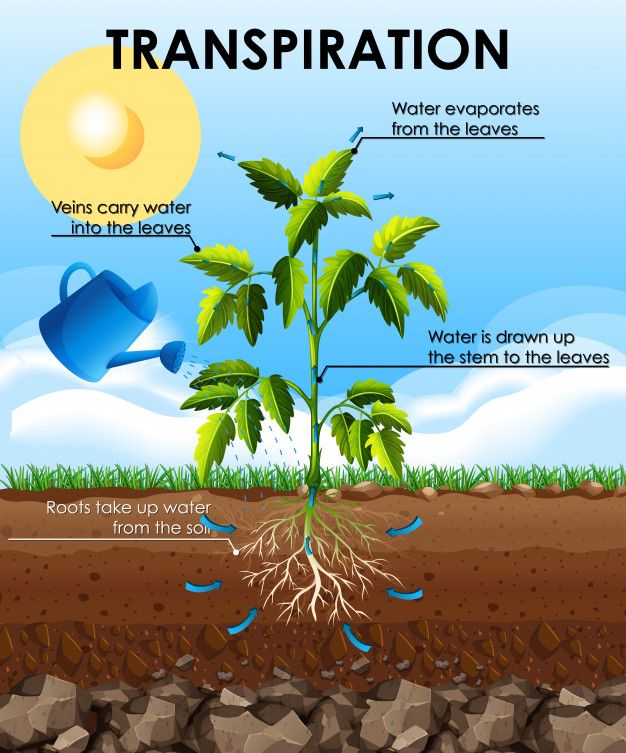 TRANSPIRATION
Water evaporates
from the leaves
Veins carry water
into the leaves
Water is drawn up
the stem to the leaves
Roots take up water
from the soil